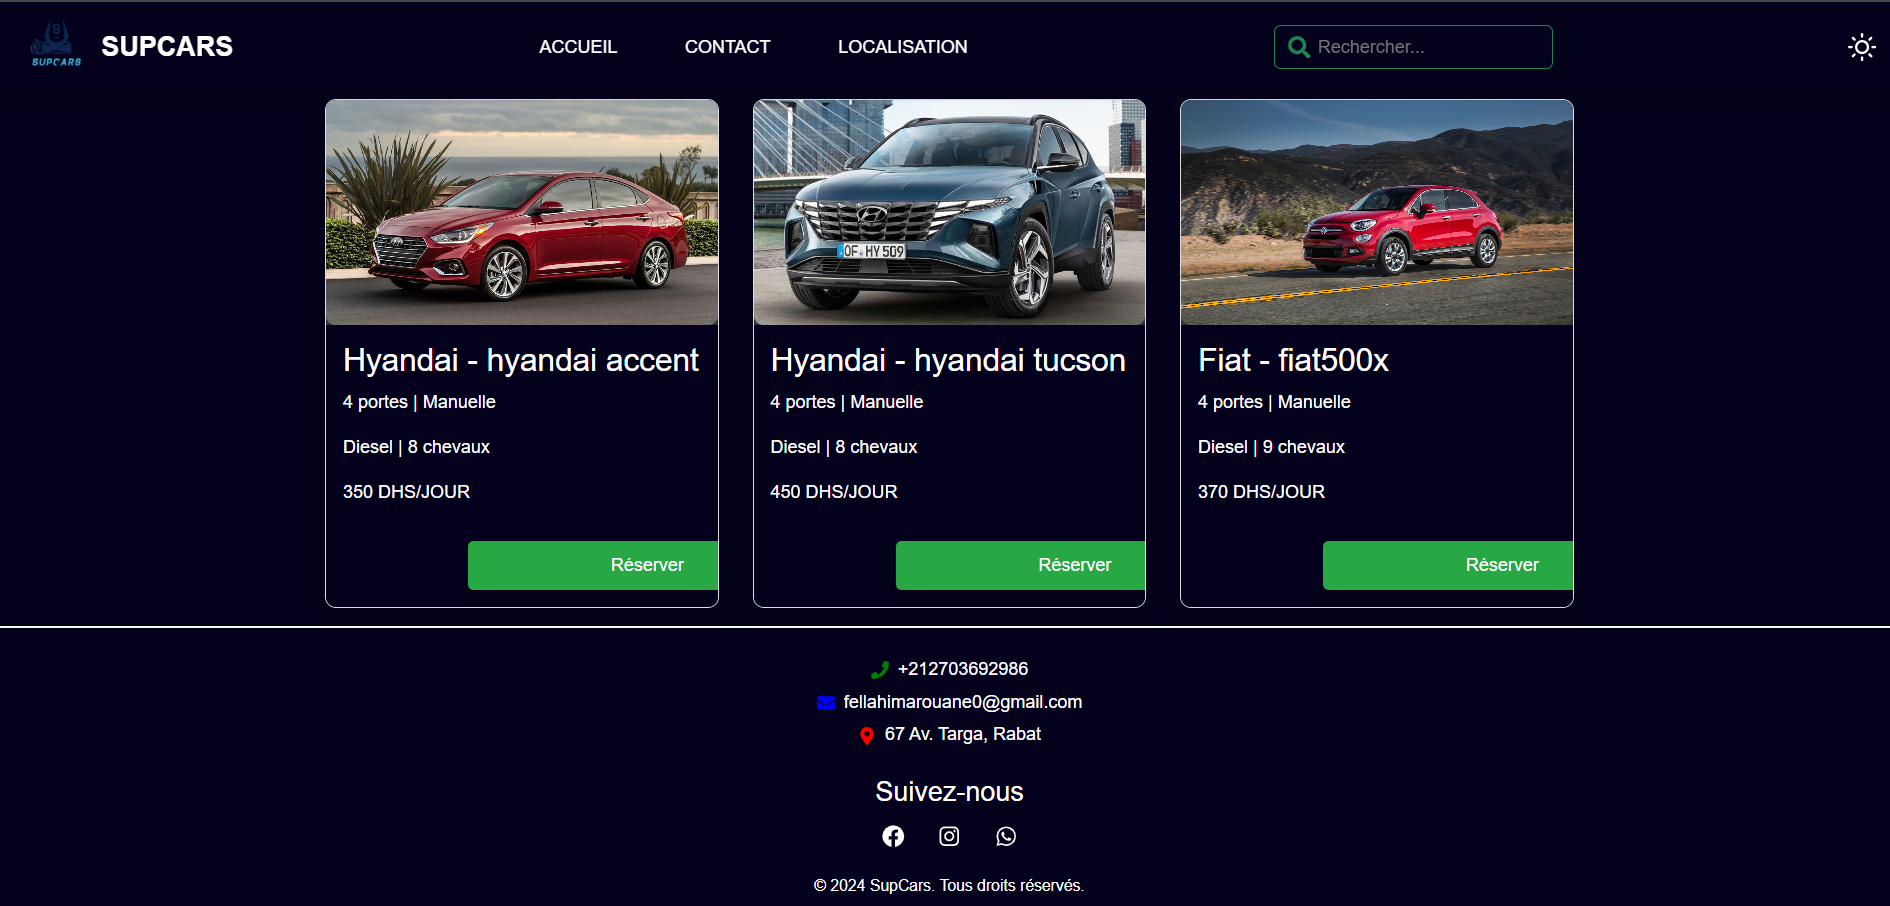 SUPCARS
SUPCARS
ACCUEIL
CONTACT
LOCALISATION
Rechercher...
OF HY 509
Hyandai - hyandai accent
4 portes | Manuelle
Diesel | 8 chevaux
350 DHS/JOUR
Réserver
Hyandai - hyandai tucson
4 portes | Manuelle
Diesel | 8 chevaux
450 DHS/JOUR
Réserver
Fiat - fiat500x
4 portes | Manuelle
Diesel | 9 chevaux
370 DHS/JOUR
Réserver
+212703692986
fellahimarouane0@gmail.com
67 Av. Targa, Rabat
Suivez-nous
© 2024 SupCars. Tous droits réservés.